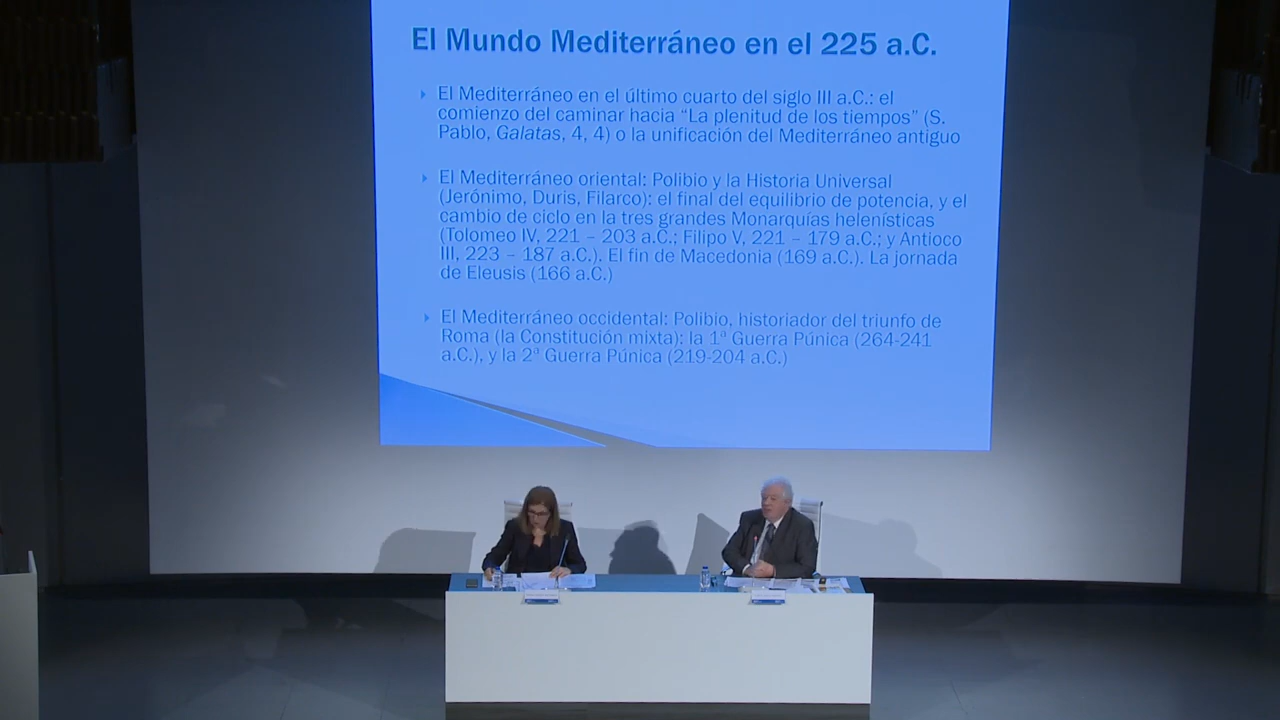 El Mundo Mediterráneo en el 225 a.C.
El Mediterráneo en el último cuarto del siglo III a.C.: el
comienzo del caminar hacia “La plenitud de los tiempos” (S.
Pablo, Galatas, 4, 4) o la unificación del Mediterráneo antiguo
El Mediterráneo oriental: Polibio y la Historia Universal
(Jerónimo, Duris, Filarco): el final del equilibrio de potencia, y el
cambio de ciclo en la tres grandes Monarquías helenísticas
(Tolomeo IV, 221 – 203 a.C.; Filipo V, 221 – 179 a.C.; y Antioco
III, 223 – 187 a.C.). El fin de Macedonia (169 a.C.). La jornada
de Eleusis (166 a.C.)
El Mediterráneo occidental: Polibio, historiador del triunfo de
Roma (la Constitución mixta): la 1ª Guerra Púnica (264-241
a.C.), y la 2ª Guerra Púnica (219-204 a.C.)